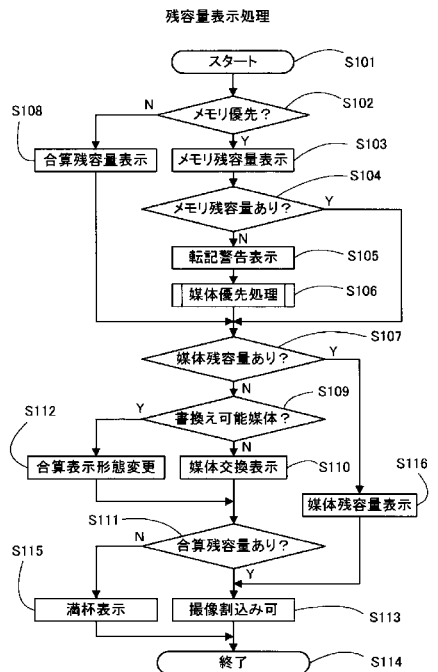 残容量表示処理
スタート
S101
S102
N
メモリ優先？
S108
Y
S103
合算残容量表示
メモリ残容量表示
S104
メモリ残容量あり？
Y
N
S105
転記警告表示
S106
媒体優先処理
S107
媒体残容量あり？
Y
N
S109
S112
Y
書換え可能媒体？
N
合算表示形態変更
媒体交換表示
S110
S116
媒体残容量表示
S111
合算残容量あり？
N
S115
Y
満杯表示
撮像割込み可
S113
終了
S114